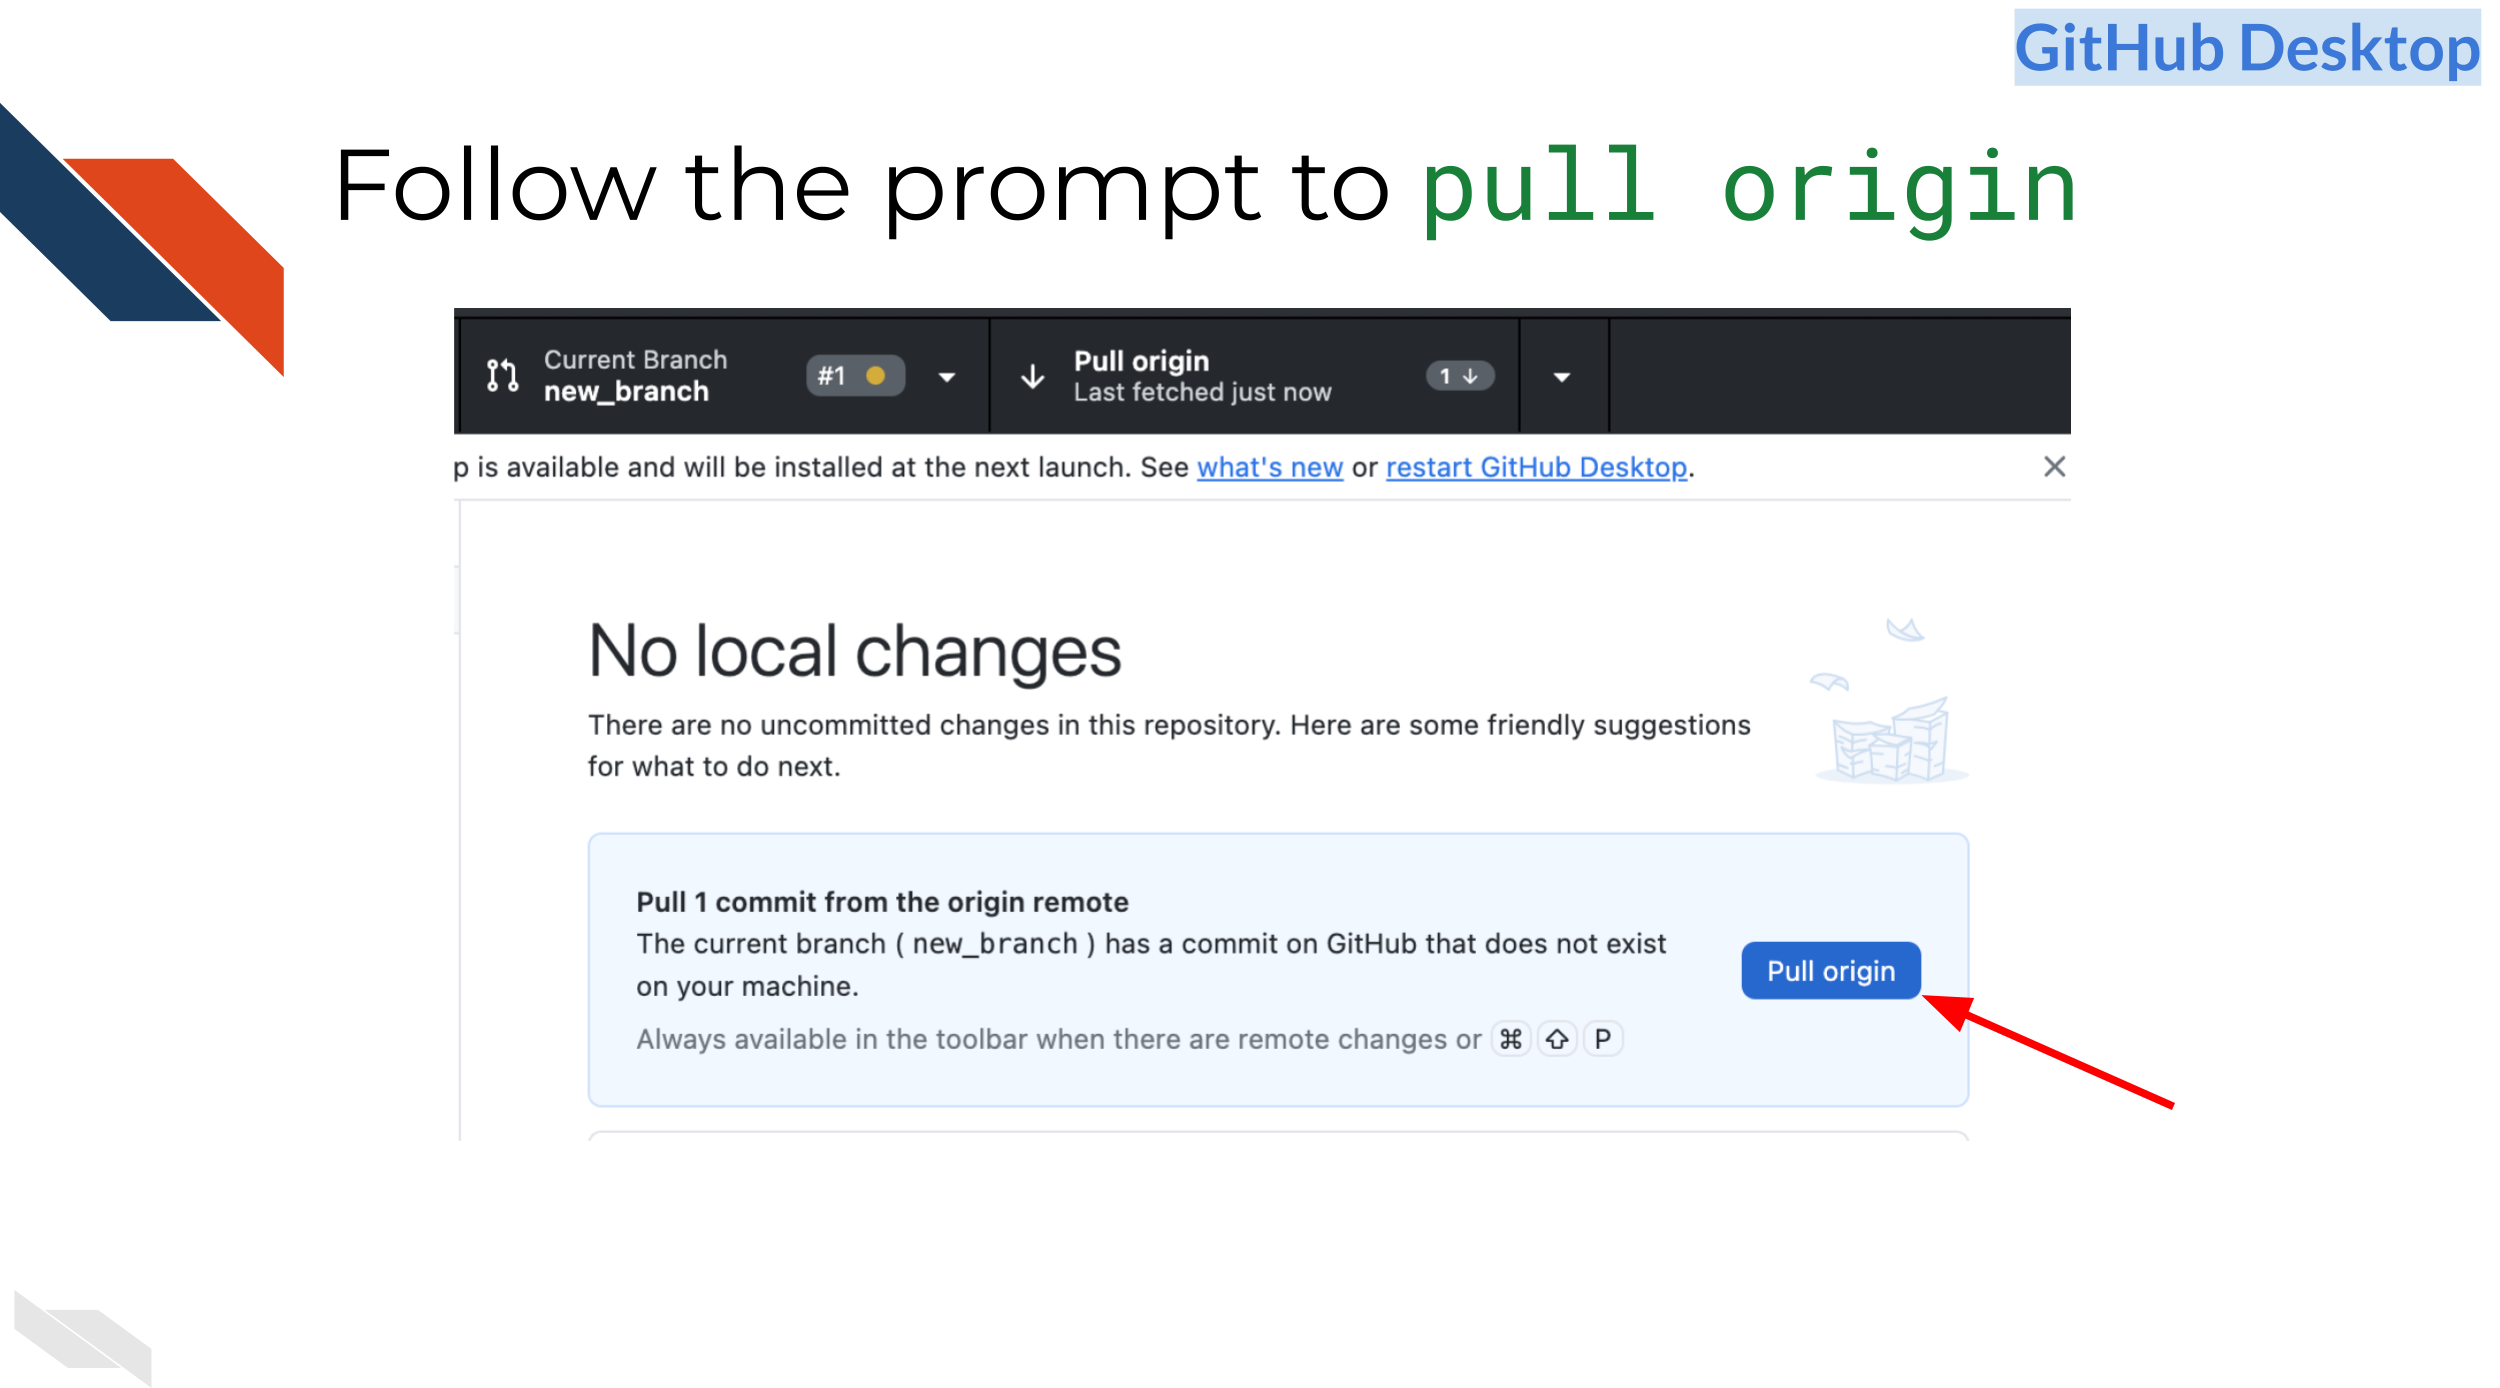 GitHub Desktop
Follow the prompt to pull origin
Current Branch
new_branch
#1
Pull origin
Last fetched just now
1 ↓
p is available and will be installed at the next launch. See what's new or restart GitHub Desktop.
No local changes
There are no uncommitted changes in this repository. Here are some friendly suggestions
for what to do next.
Pull 1 commit from the origin remote
The current branch ( new_branch ) has a commit on GitHub that does not exist
on your machine.
Pull origin
Always available in the toolbar when there are remote changes or ⌘ ⇧ P